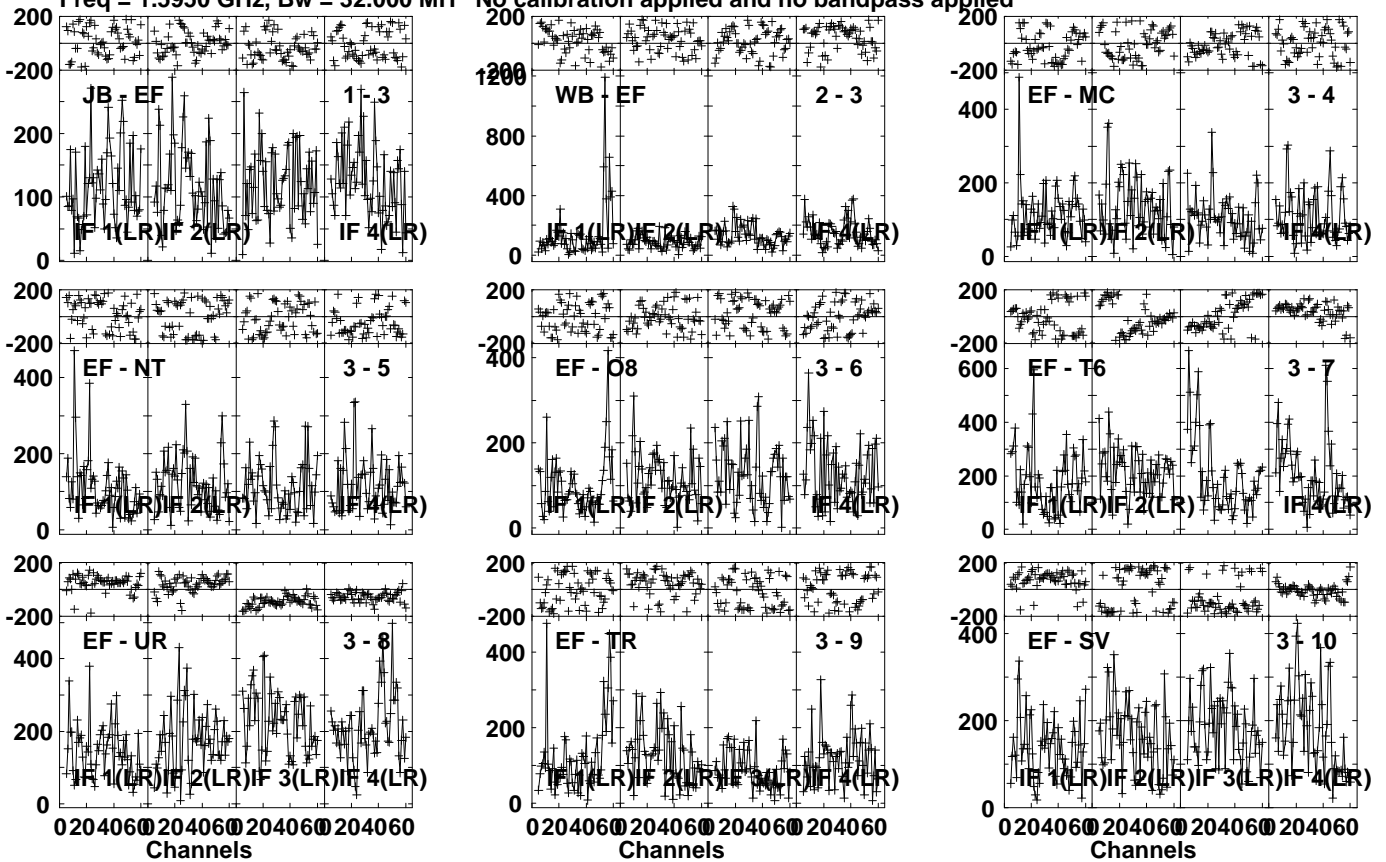 Freq = 1.5950 GHz, Bw = 32.000 MH No calibration applied and no bandpass applied
200
-200
JB - EF 1 - 3
200
100
0
IF 1(LR) IF 2(LR) IF 4(LR)
200
-200
1200
WB - EF 2 - 3
800
400
0
IF 1(LR) IF 2(LR) IF 4(LR)
200
-200
EF - MC 3 - 4
400
200
0
IF 1(LR) IF 2(LR) IF 4(LR)
200
-200
EF - NT 3 - 5
400
200
0
IF 1(LR) IF 2(LR) IF 4(LR)
200
-200
400
EF - O8 3 - 6
200
0
IF 1(LR) IF 2(LR) IF 4(LR)
200
-200
EF - T6 3 - 7
600
400
200
0
IF 1(LR) IF 2(LR) IF 4(LR)
200
-200
EF - UR 3 - 8
400
200
0
IF 1(LR) IF 2(LR) IF 3(LR) IF 4(LR)
0 20 40 60 0 20 40 60 0 20 40 60 0 20 40 60
Channels
200
-200
EF - TR 3 - 9
400
200
0
IF 1(LR) IF 2(LR) IF 3(LR) IF 4(LR)
0 20 40 60 0 20 40 60 0 20 40 60 0 20 40 60
Channels
200
-200
400
EF - SV 3 - 10
200
0
IF 1(LR) IF 2(LR) IF 3(LR) IF 4(LR)
0 20 40 60 0 20 40 60 0 20 40 60 0 20 40 60
Channels